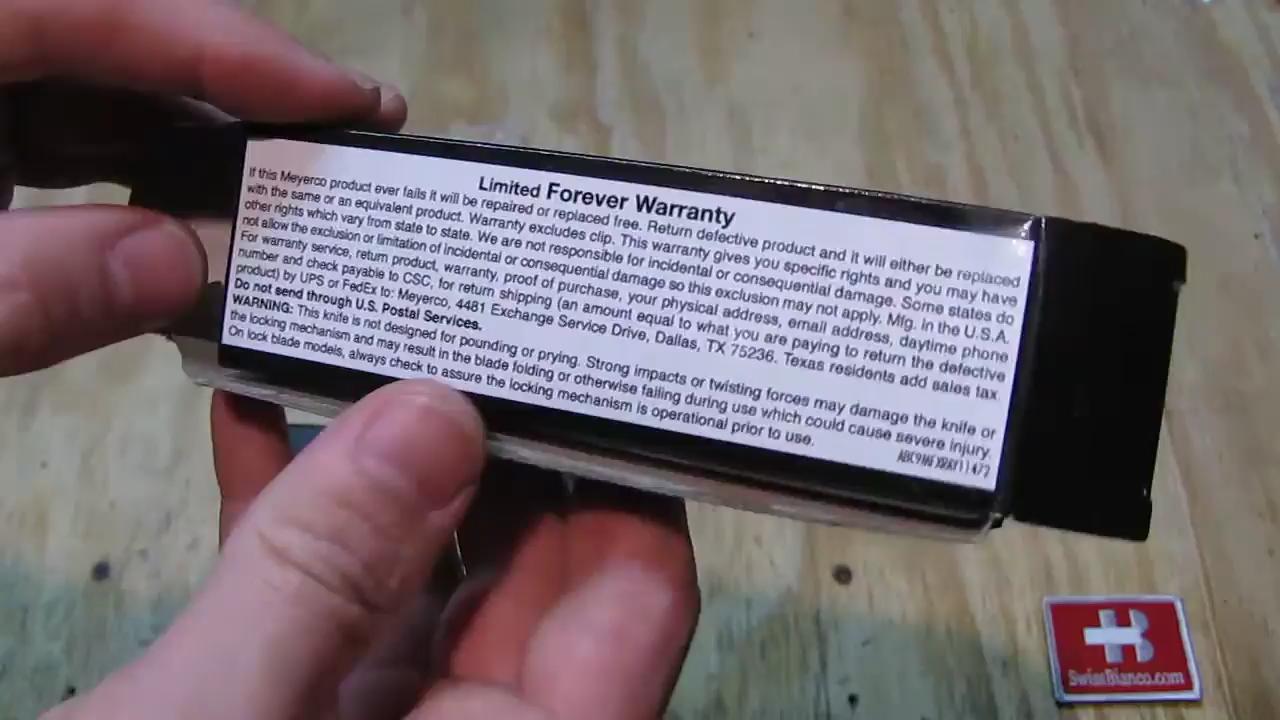 Limited Forever Warranty
If this Meyerco product ever fails it will be repaired or replaced free. Return defective product and it will either be replaced
with the same or an equivalent product. Warranty excludes clip. This warranty gives you specific rights and you may have
other rights which vary from state to state. We are not responsible for incidental or consequential damage. Some states do
not allow the exclusion or limitation of incidental or consequential damage so this exclusion may not apply. Mfg. in the U.S.A.
For warranty service, return product, warranty, proof of purchase, your physical address, email address, daytime phone
number and check payable to CSC, for return shipping (an amount equal to what you are paying to return the defective
product) by UPS or FedEx to: Meyerco, 4481 Exchange Service Drive, Dallas, TX 75236. Texas residents add sales tax.
Do not send through U.S. Postal Services.
WARNING: This knife is not designed for pounding or prying. Strong impacts or twisting forces may damage the knife or
the locking mechanism and may result in the blade folding or otherwise failing during use which could cause severe injury.
On lock blade models, always check to assure the locking mechanism is operational prior to use.
SwissBianco.com